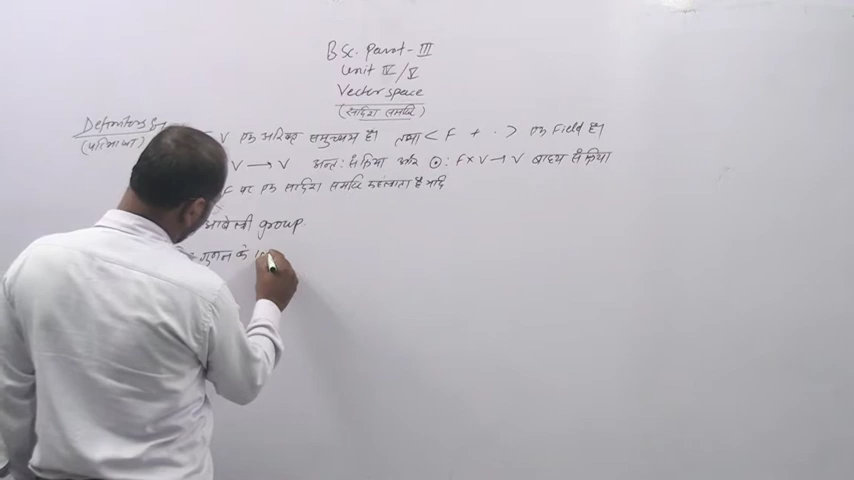 B.Sc. Part-III
Unit IV/V
Vector space
(सदिश समष्टि)
Definition :-
(परिभाषा)
V एक अरिक्त समुच्चय है। तथा < F + . > एक Field है।
V → V अन्तः संक्रिया और ⊙: F×V→V बाह्य संक्रिया
F पर एक सदिश समष्टि कहलाता है यदि
आबेली group.
गुणन के